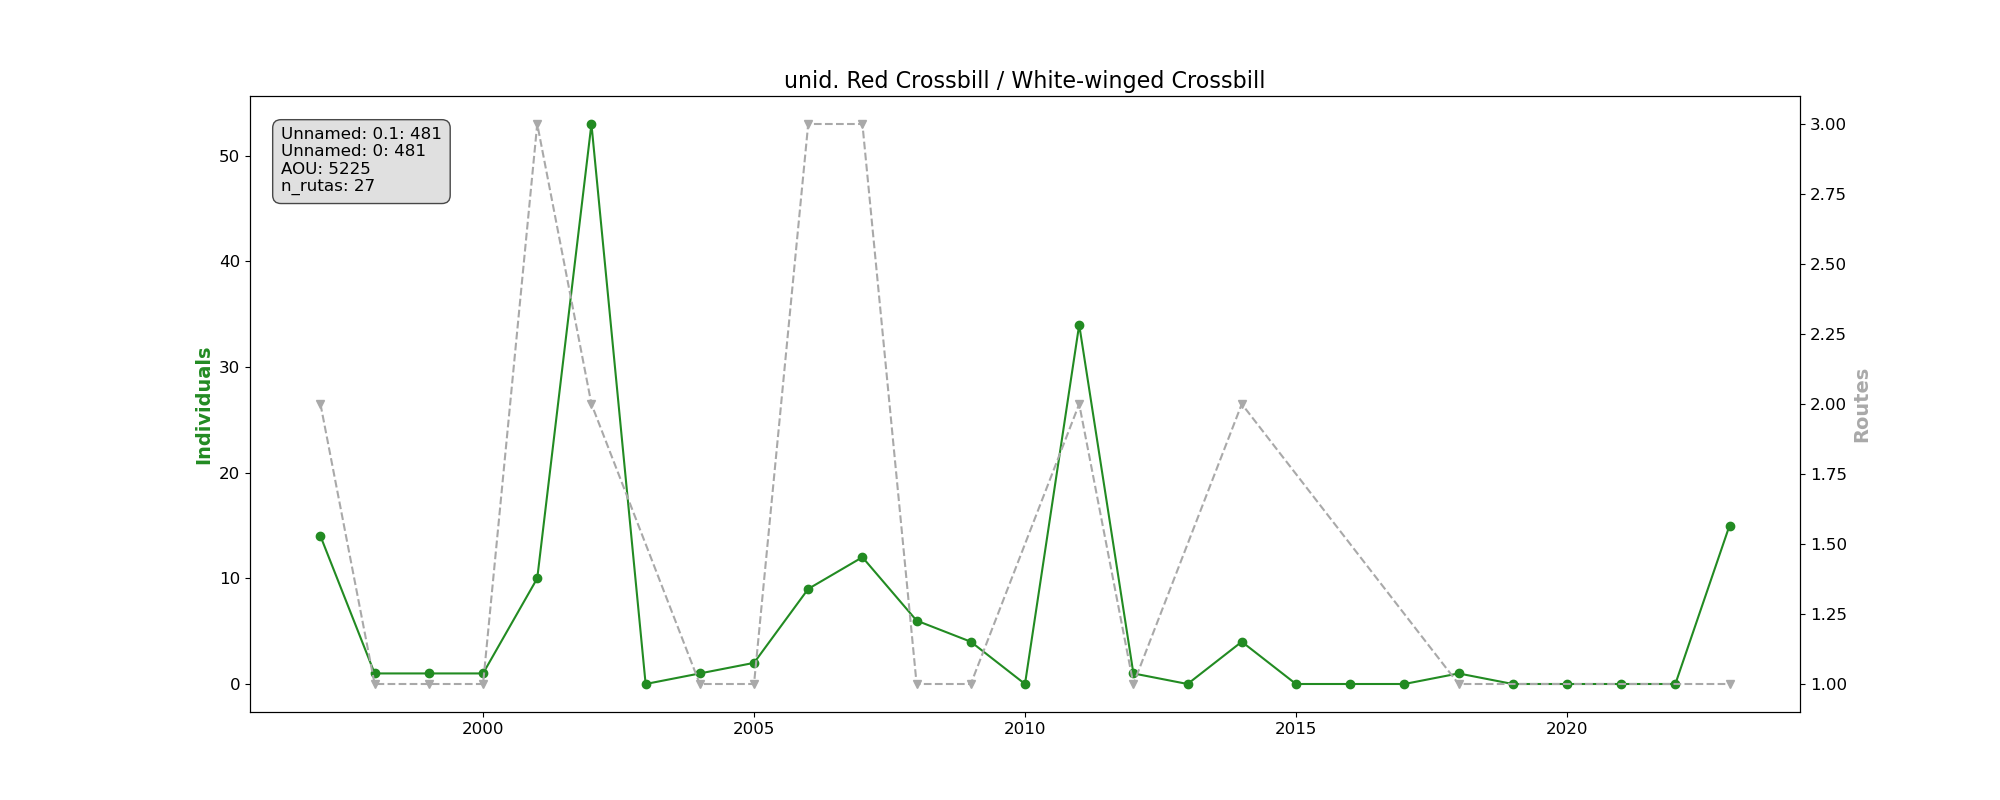 unid. Red Crossbill / White-winged Crossbill
Unnamed: 0.1: 481
Unnamed: 0: 481
AOU: 5225
n_rutas: 27
Individuals
50
40
30
20
10
0
3.00
2.75
2.50
2.25
2.00
1.75
1.50
1.25
1.00
Routes
2000 2005 2010 2015 2020